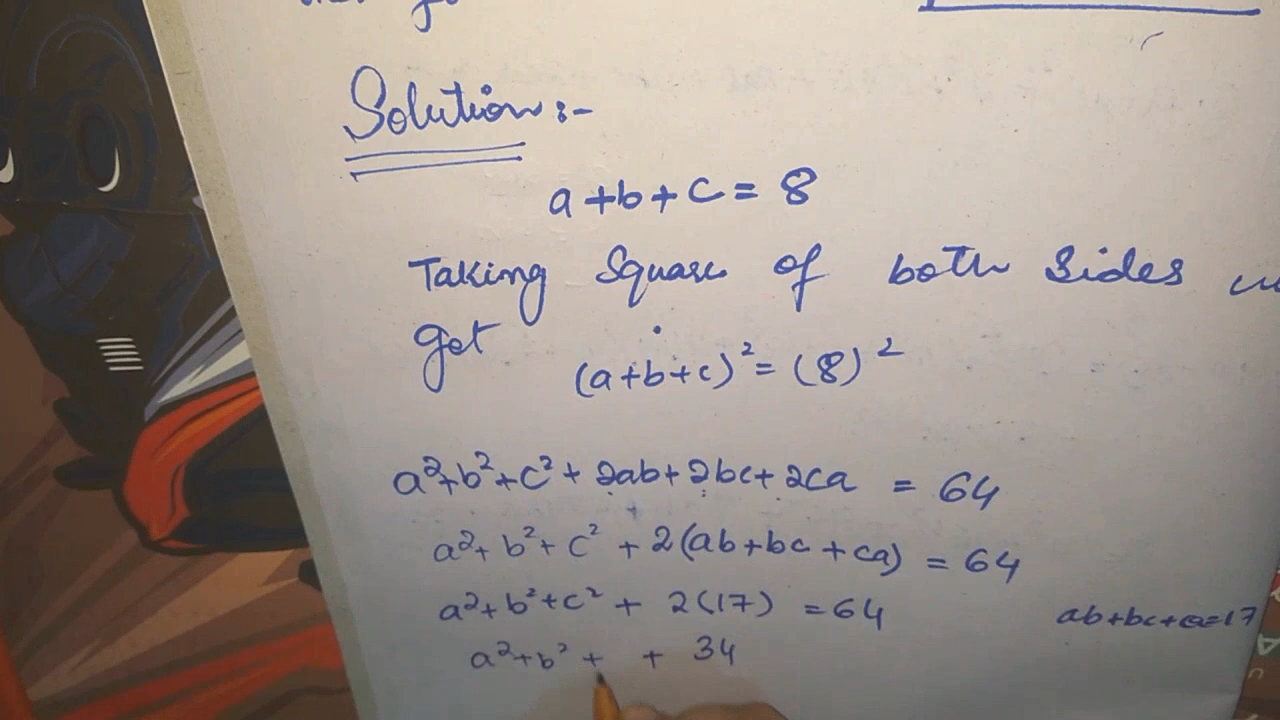 Solution:-
a+b+c = 8
Taking Square of both Sides
get
(a+b+c)² = (8)²
a²+b²+c²+2ab+2bc+2ca = 64
a²+b²+c²+2(ab+bc+ca) = 64
a²+b²+c²+ 2(17) = 64
ab+bc+ca=17
a²+b²+ + 34